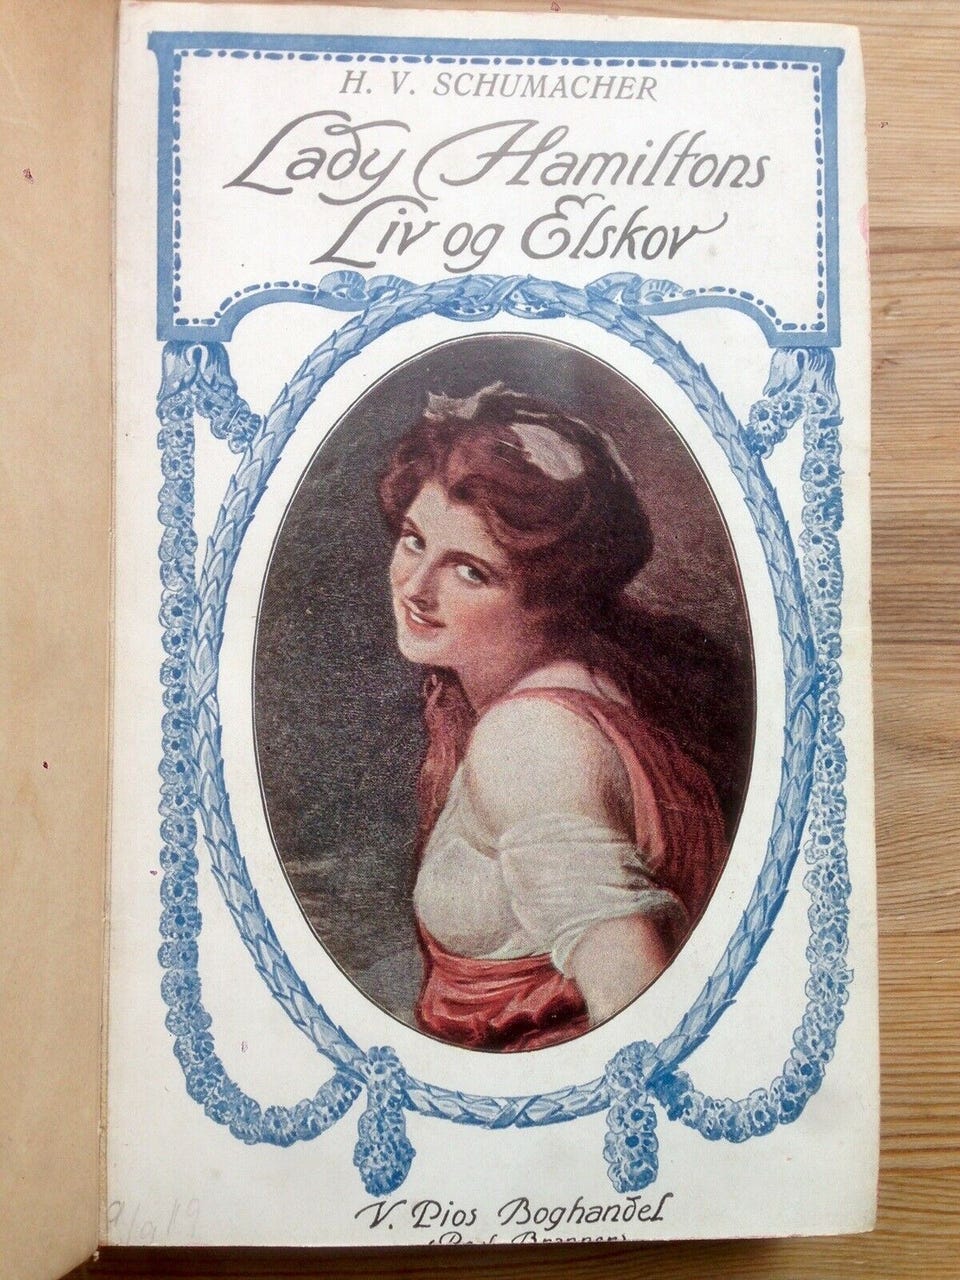 H. V. SCHUMACHER
Lady Hamiltons
Liv og Elskov
V. Pios Boghandel